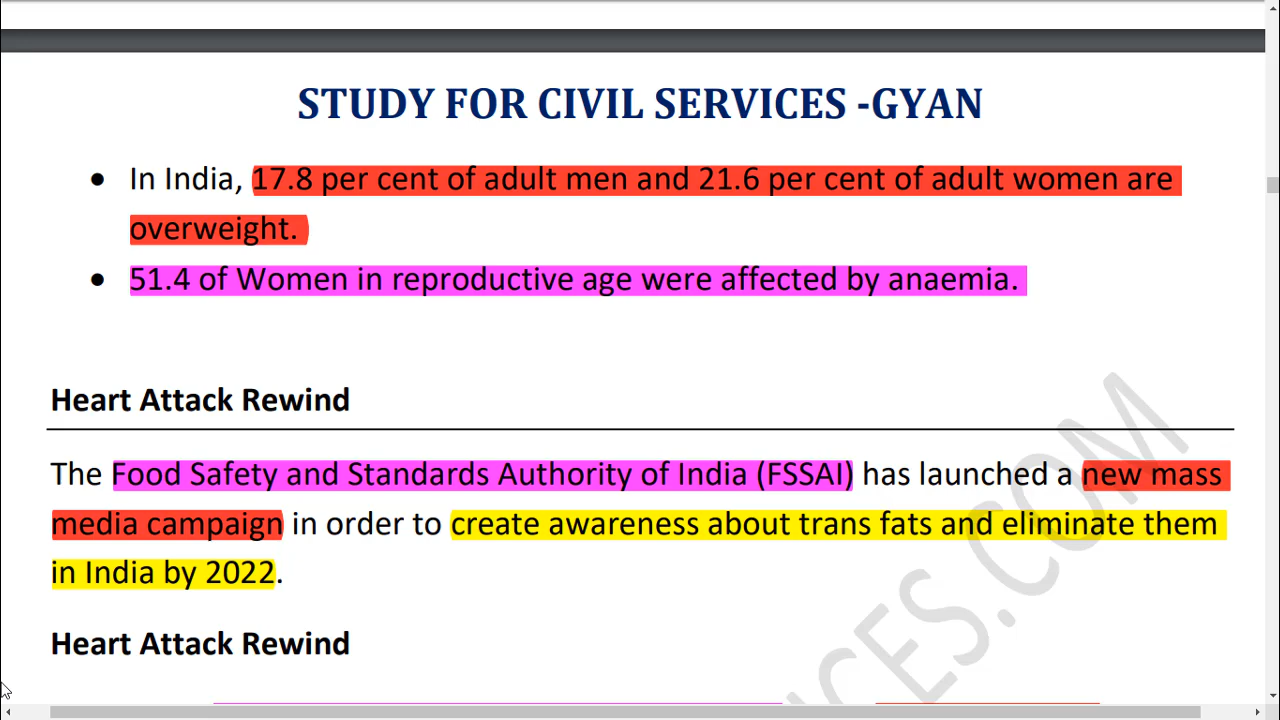 STUDY FOR CIVIL SERVICES -GYAN
• In India, 17.8 per cent of adult men and 21.6 per cent of adult women are
overweight.
• 51.4 of Women in reproductive age were affected by anaemia.
Heart Attack Rewind
The Food Safety and Standards Authority of India (FSSAI) has launched a new mass
media campaign in order to create awareness about trans fats and eliminate them
in India by 2022.
Heart Attack Rewind
ICES.COM